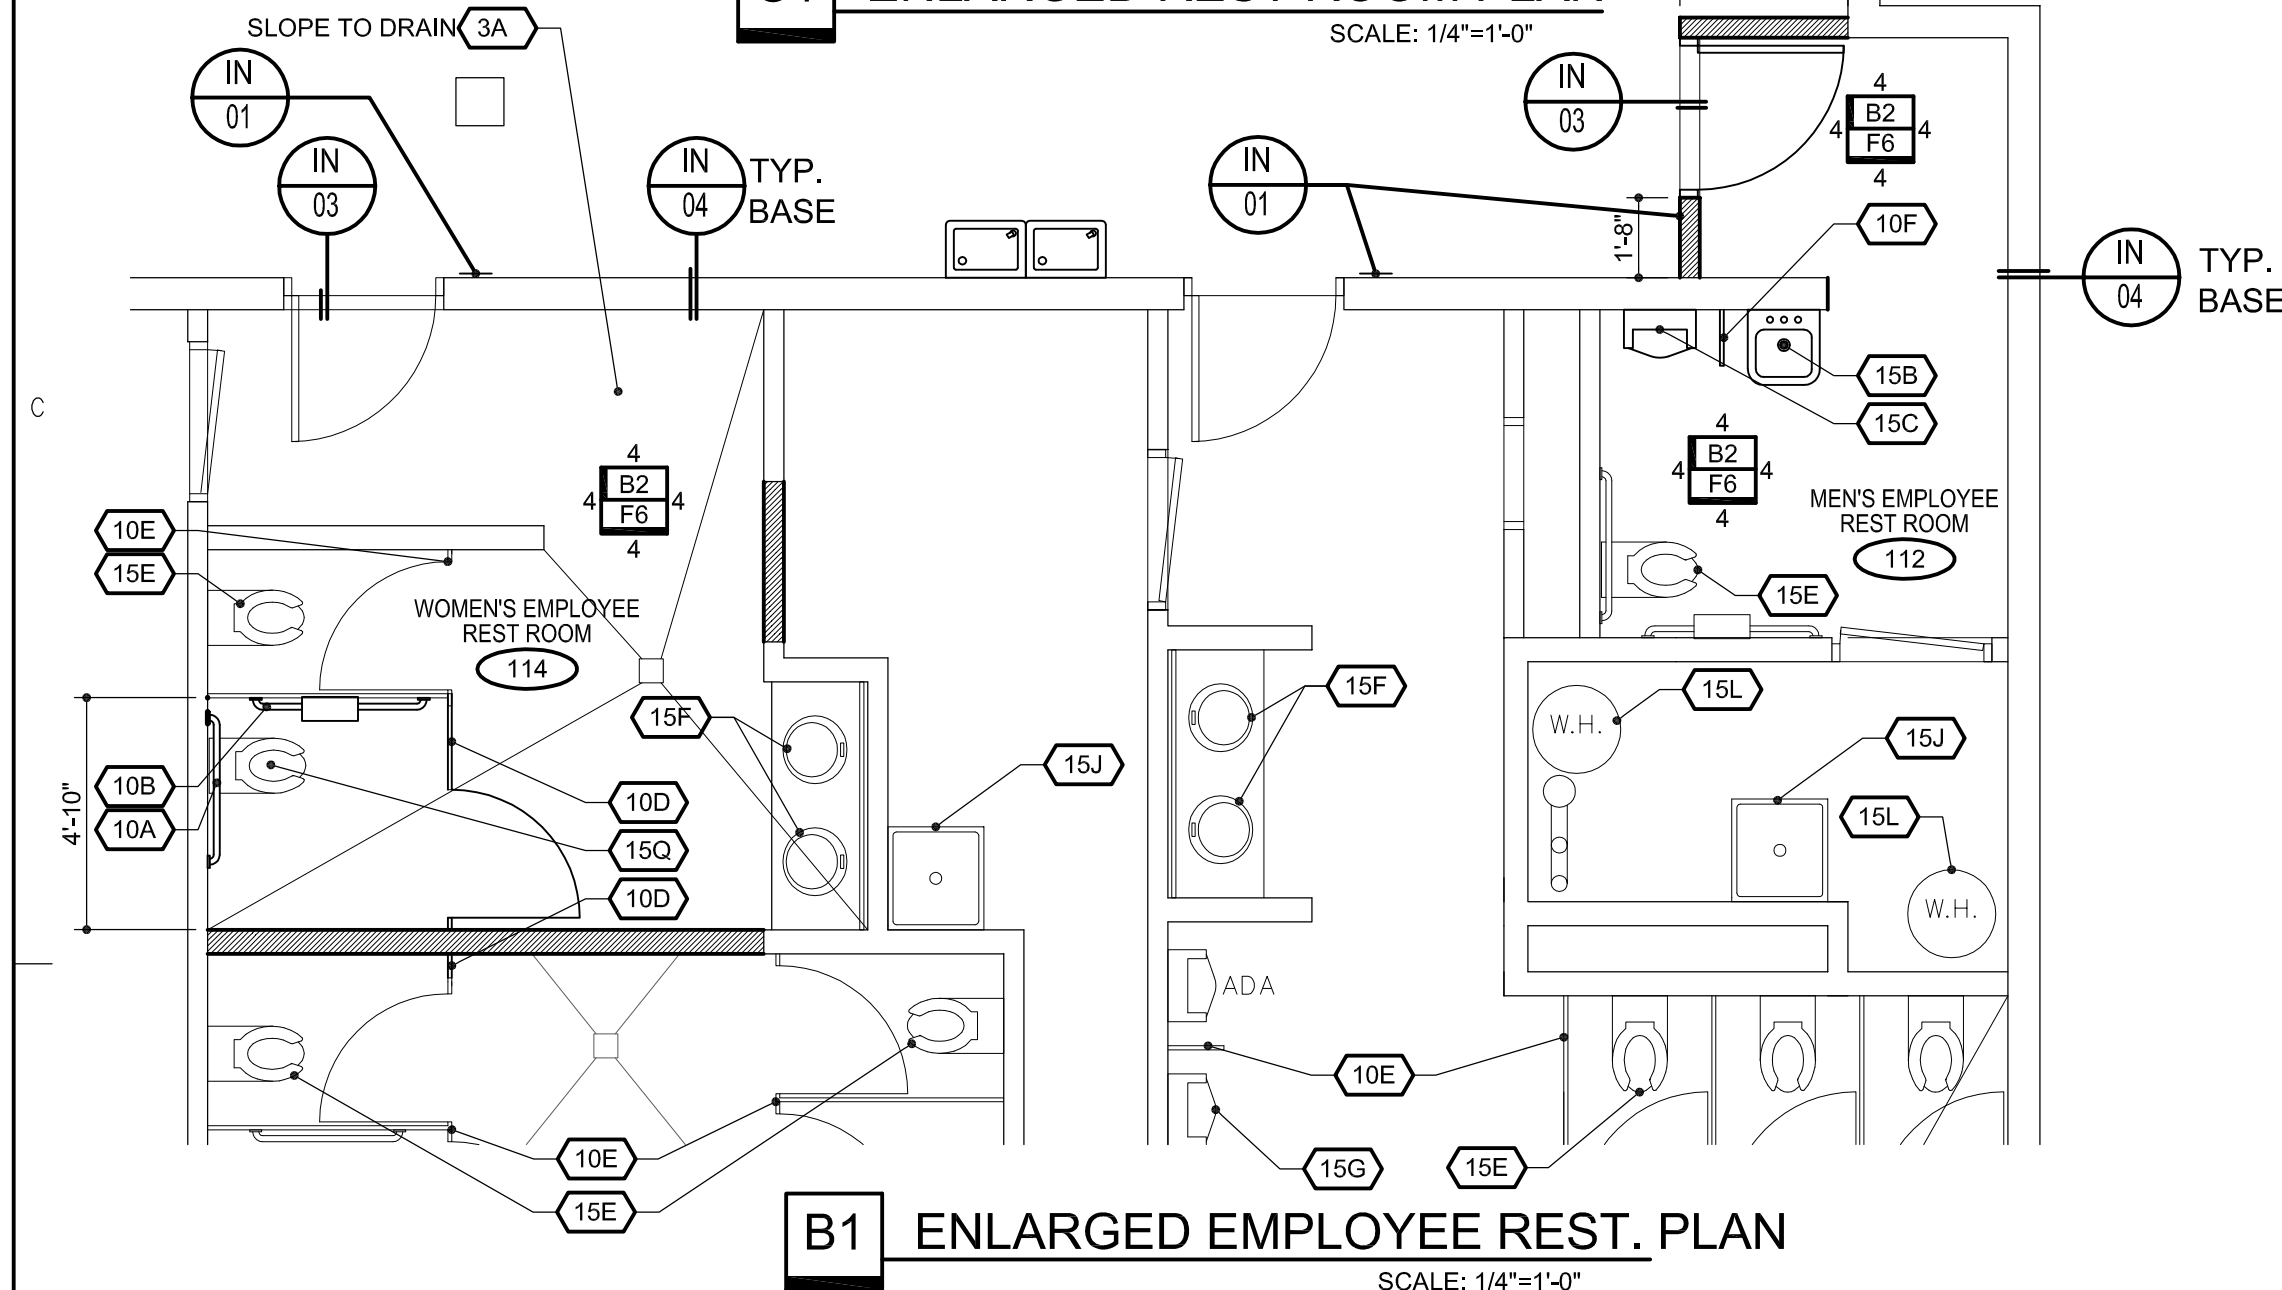 SCALE: 1/4"=1'-0"
SLOPE TO DRAIN 3A
IN
01
IN
03
IN
04
TYP.
BASE
IN
01
IN
03
4
4 B2 4
F6
4
1'-8"
10F
IN
04
TYP.
BASE
15B
15C
C
4
4 B2 4
F6
4
4
4 B2 4
F6
4
MEN'S EMPLOYEE
REST ROOM
112
10E
15E
15E
WOMEN'S EMPLOYEE
REST ROOM
114
15F
15F
15L
W.H.
15J
15J
10B
10A
4'-10"
10D
15Q
10D
15L
W.H.
ADA
10E
10E
15G
15E
15E
B1 ENLARGED EMPLOYEE REST. PLAN
SCALE: 1/4"=1'-0"